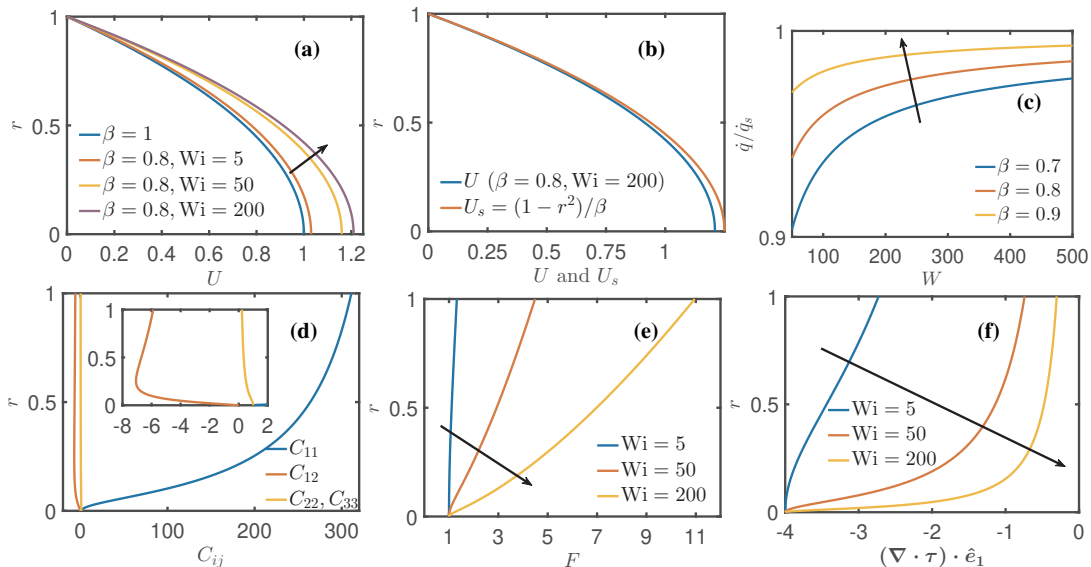 (a)
1
0.5
0
r
β = 1
β = 0.8, Wi = 5
β = 0.8, Wi = 50
β = 0.8, Wi = 200
0 0.2 0.4 0.6 0.8 1 1.2
U
(b)
1
0.5
0
r
U (β = 0.8, Wi = 200)
U_s = (1 − r²)/β
0 0.25 0.5 0.75 1
U and U_s
(c)
1
0.9
q̇/q̇_s
β = 0.7
β = 0.8
β = 0.9
100 200 300 400 500
W
(d)
1
0.5
0
r
1
0.5
0
-8 -6 -4 -2 0 2
C₁₁
C₁₂
C₂₂, C₃₃
0 100 200 300
C_ij
(e)
1
0.5
0
r
Wi = 5
Wi = 50
Wi = 200
1 3 5 7 9 11
F
(f)
1
0.5
0
r
Wi = 5
Wi = 50
Wi = 200
-4 -3 -2 -1 0
(∇ · τ) · ê₁